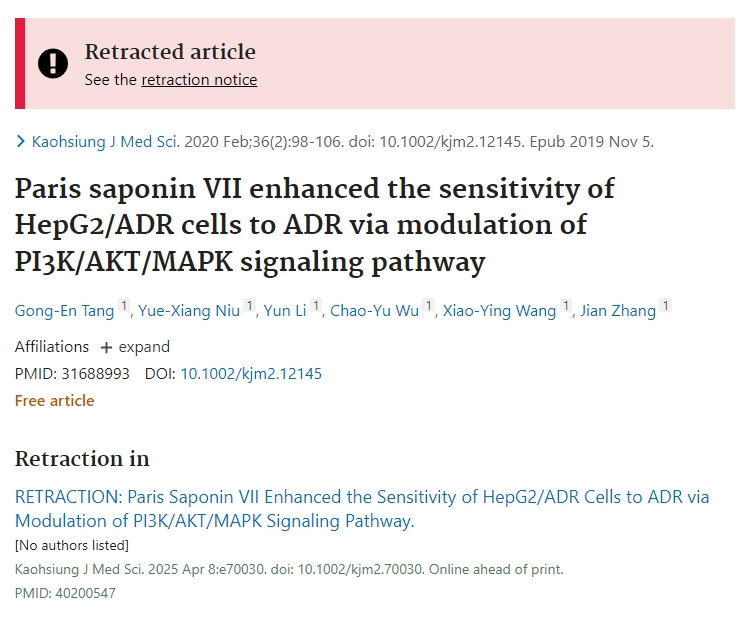 Retracted article
See the retraction notice
Kaohsiung J Med Sci. 2020 Feb;36(2):98-106. doi: 10.1002/kjm2.12145. Epub 2019 Nov 5.
Paris saponin VII enhanced the sensitivity of
HepG2/ADR cells to ADR via modulation of
PI3K/AKT/MAPK signaling pathway
Gong-En Tang 1, Yue-Xiang Niu 1, Yun Li 1, Chao-Yu Wu 1, Xiao-Ying Wang 1, Jian Zhang 1
Affiliations + expand
PMID: 31688993 DOI: 10.1002/kjm2.12145
Free article
Retraction in
RETRACTION: Paris Saponin VII Enhanced the Sensitivity of HepG2/ADR Cells to ADR via
Modulation of PI3K/AKT/MAPK Signaling Pathway.
[No authors listed]
Kaohsiung J Med Sci. 2025 Apr 8:e70030. doi: 10.1002/kjm2.70030. Online ahead of print.
PMID: 40200547